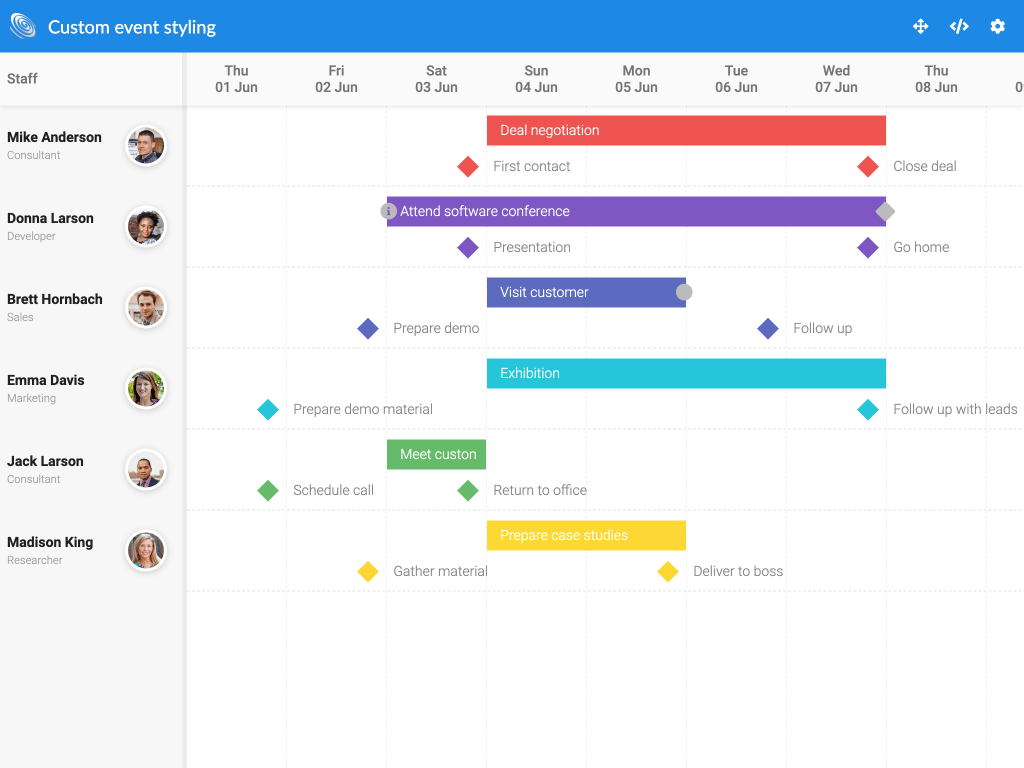 Custom event styling
Staff
Thu
01 Jun
Fri
02 Jun
Sat
03 Jun
Sun
04 Jun
Mon
05 Jun
Tue
06 Jun
Wed
07 Jun
Thu
08 Jun
Mike Anderson
Consultant
Deal negotiation
First contact
Close deal
Donna Larson
Developer
i
Attend software conference
Presentation
Go home
Brett Hornbach
Sales
Visit customer
Prepare demo
Follow up
Emma Davis
Marketing
Exhibition
Prepare demo material
Follow up with leads
Jack Larson
Consultant
Meet custon
Schedule call
Return to office
Madison King
Researcher
Prepare case studies
Gather material
Deliver to boss